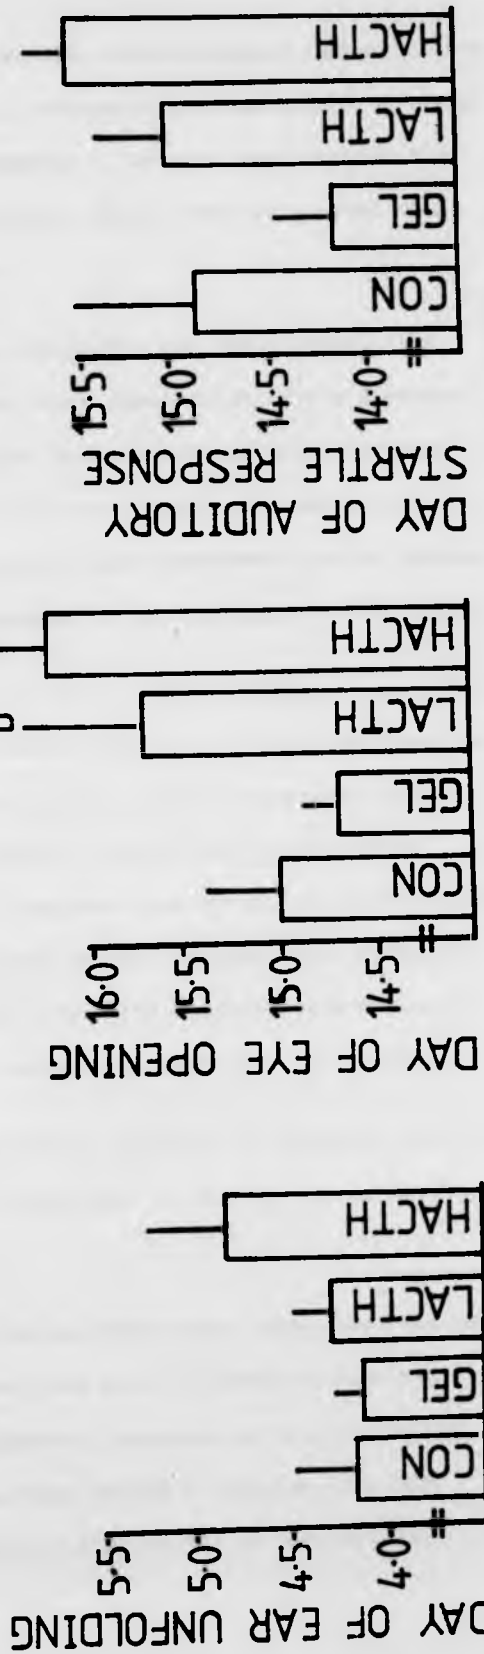 DAY OF EAR UNFOLDING
5.5
5.0
4.5
4.0
CON
GEL
LACTH
HACTH
DAY OF EYE OPENING
16.0
15.5
15.0
14.5
CON
GEL
LACTH
HACTH
DAY OF AUDITORY
STARTLE RESPONSE
15.5
15.0
14.5
14.0
CON
GEL
LACTH
HACTH